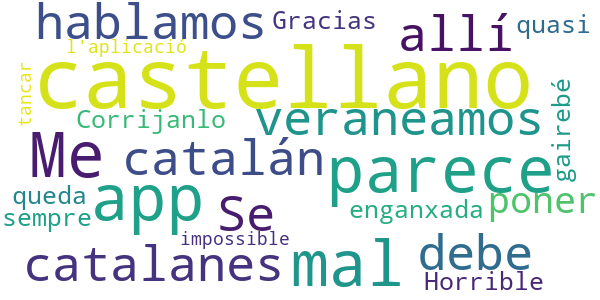 hablamos Gracias allí quasi
l'aplicació
castellano
tancar
Corrijanlo veraneamos gairebé
Me catalán parece
queda app Se enganxada poner
sempre
impossible
catalanes mal debe
Horrible